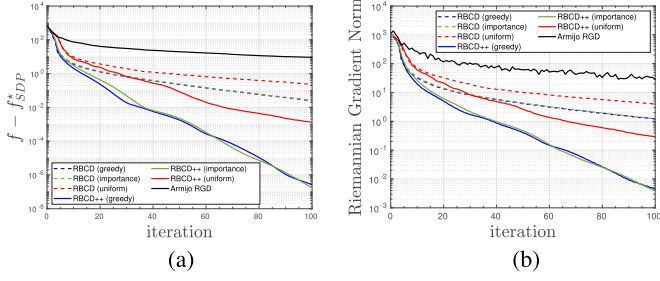 f − f*SDP
10^4
10^2
10^0
10^-2
10^-4
10^-6
10^-8
0 20 40 60 80 100
iteration
RBCD (greedy)
RBCD (importance)
RBCD (uniform)
RBCD++ (greedy)
RBCD++ (importance)
RBCD++ (uniform)
Armijo RGD
(a)
Riemannian Gradient Norm
10^4
10^3
10^2
10^1
10^0
10^-1
10^-2
10^-3
0 20 40 60 80 100
iteration
RBCD (greedy)
RBCD (importance)
RBCD (uniform)
RBCD++ (greedy)
RBCD++ (importance)
RBCD++ (uniform)
Armijo RGD
(b)